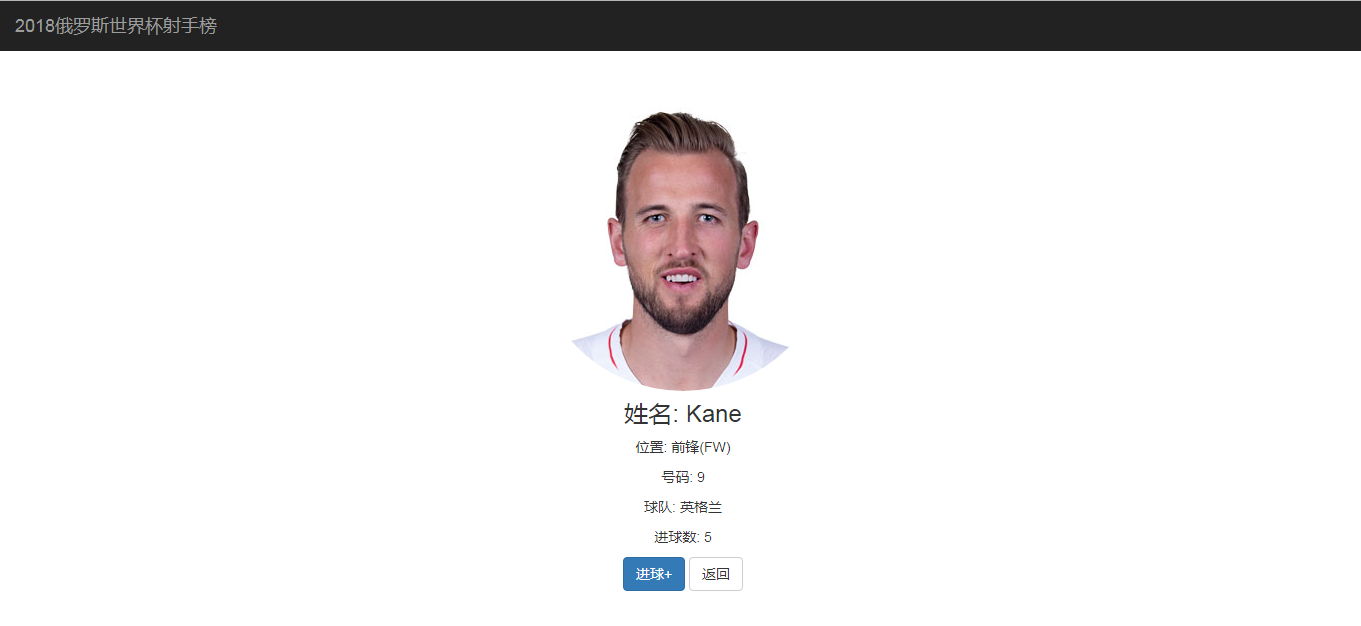 2018俄罗斯世界杯射手榜
姓名: Kane
位置: 前锋(FW)
号码: 9
球队: 英格兰
进球数: 5
进球+ 返回